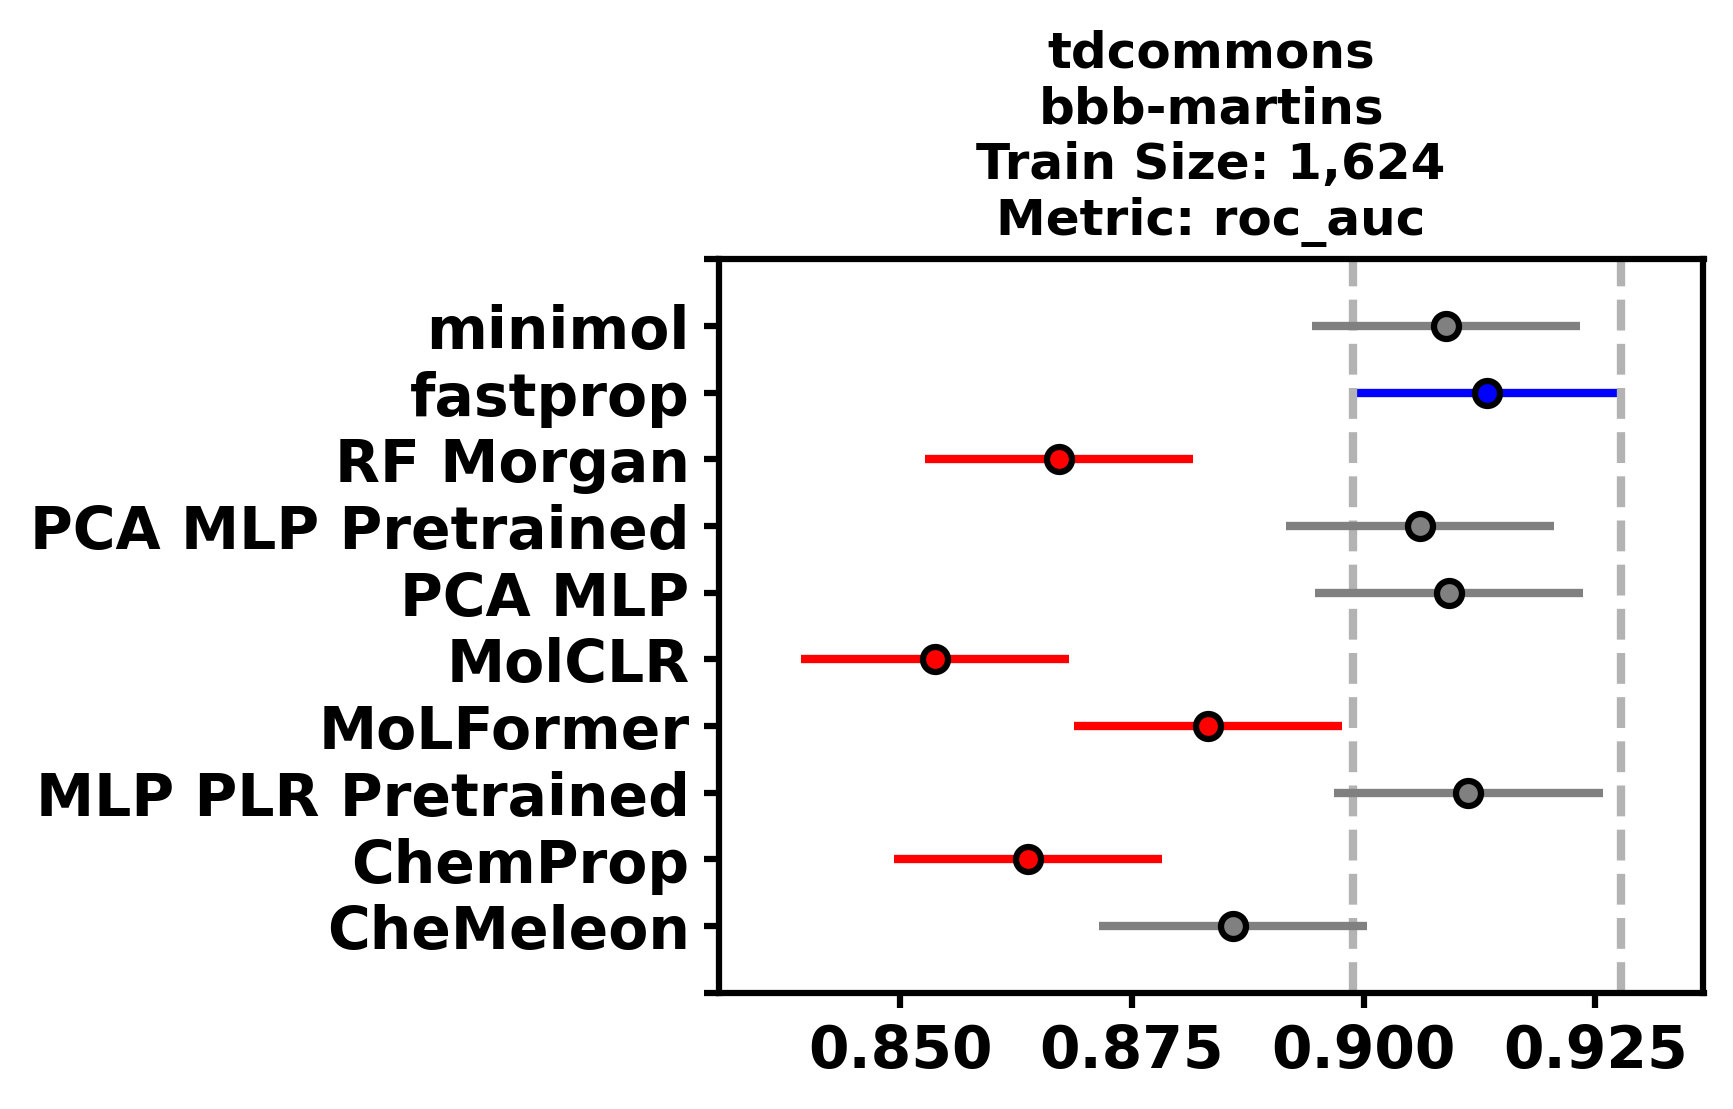 tdcommons
bbb-martins
Train Size: 1,624
Metric: roc_auc
minimol
fastprop
RF Morgan
PCA MLP Pretrained
PCA MLP
MolCLR
MoLFormer
MLP PLR Pretrained
ChemProp
CheMeleon
0.850 0.875 0.900 0.925